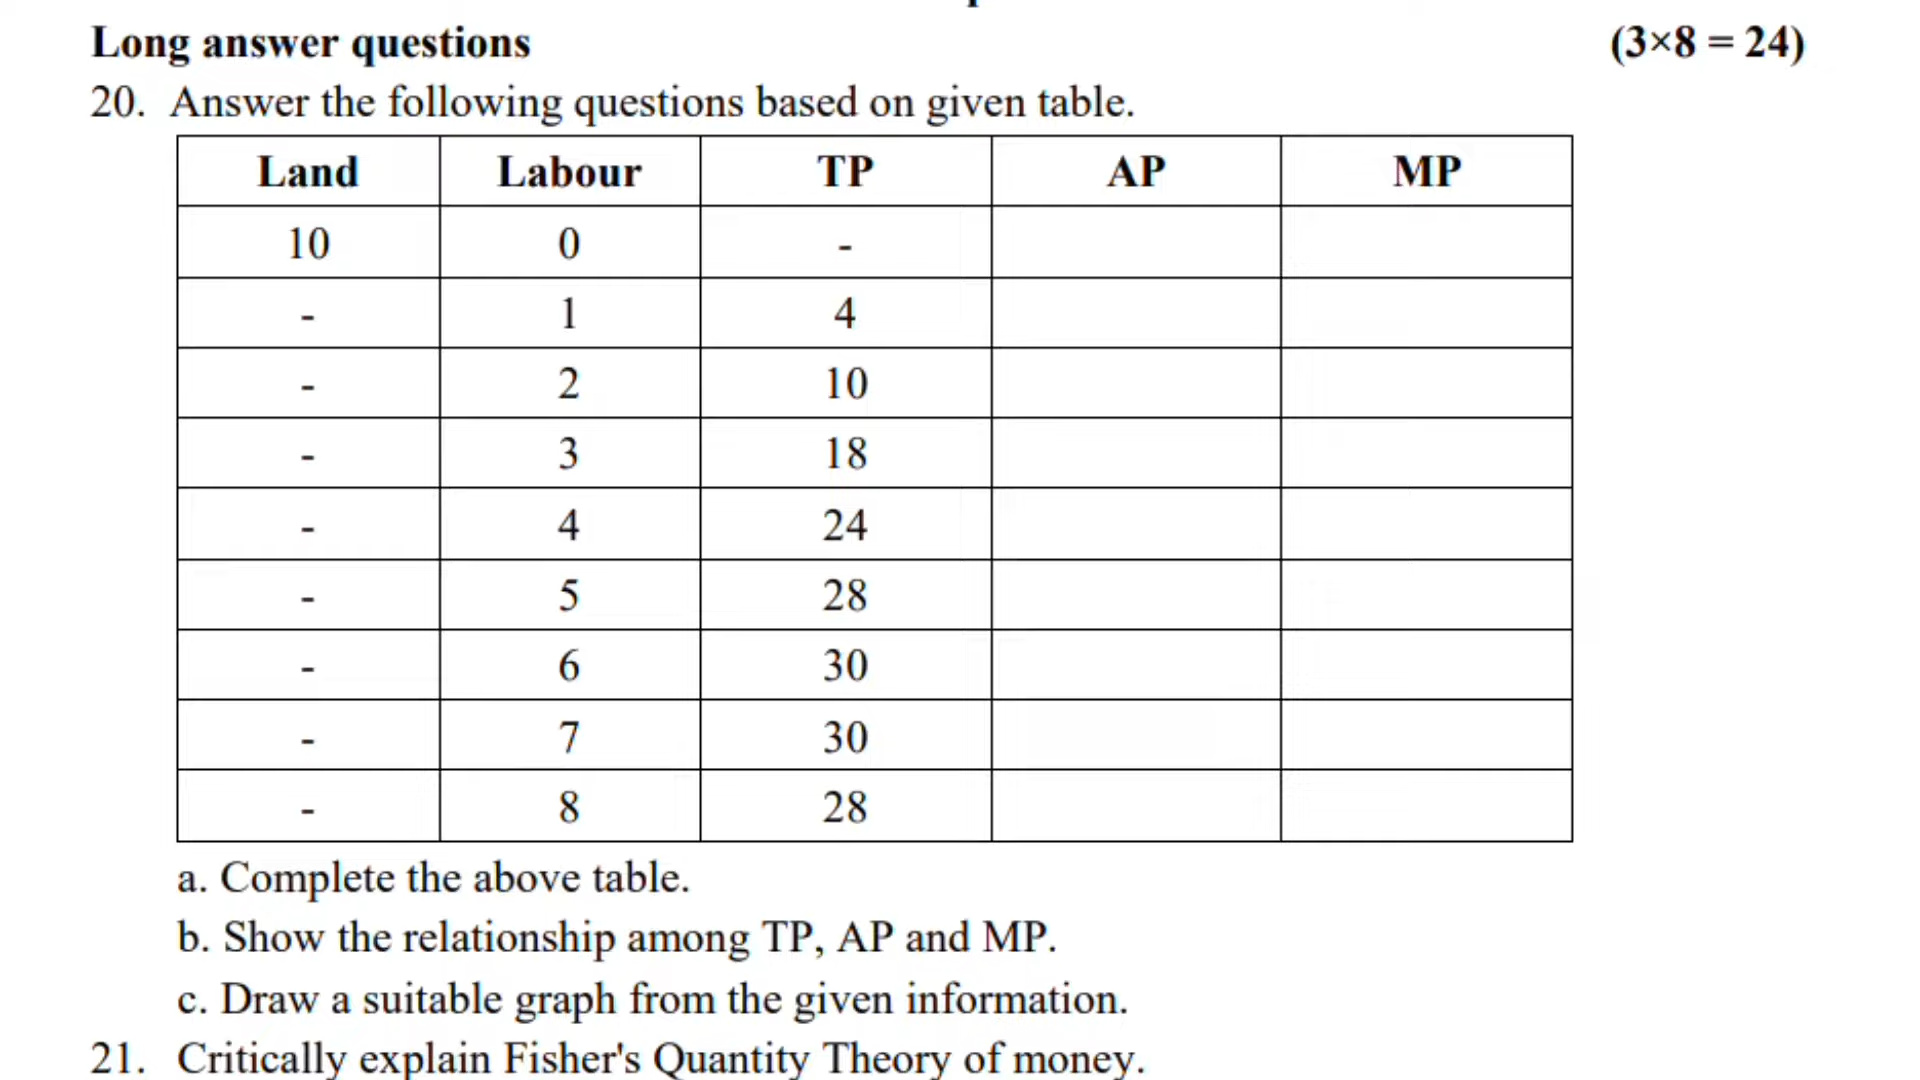 Long answer questions (3×8 = 24)
20. Answer the following questions based on given table.
Land Labour TP AP MP
10 0 -
- 1 4
- 2 10
- 3 18
- 4 24
- 5 28
- 6 30
- 7 30
- 8 28
a. Complete the above table.
b. Show the relationship among TP, AP and MP.
c. Draw a suitable graph from the given information.
21. Critically explain Fisher's Quantity Theory of money.